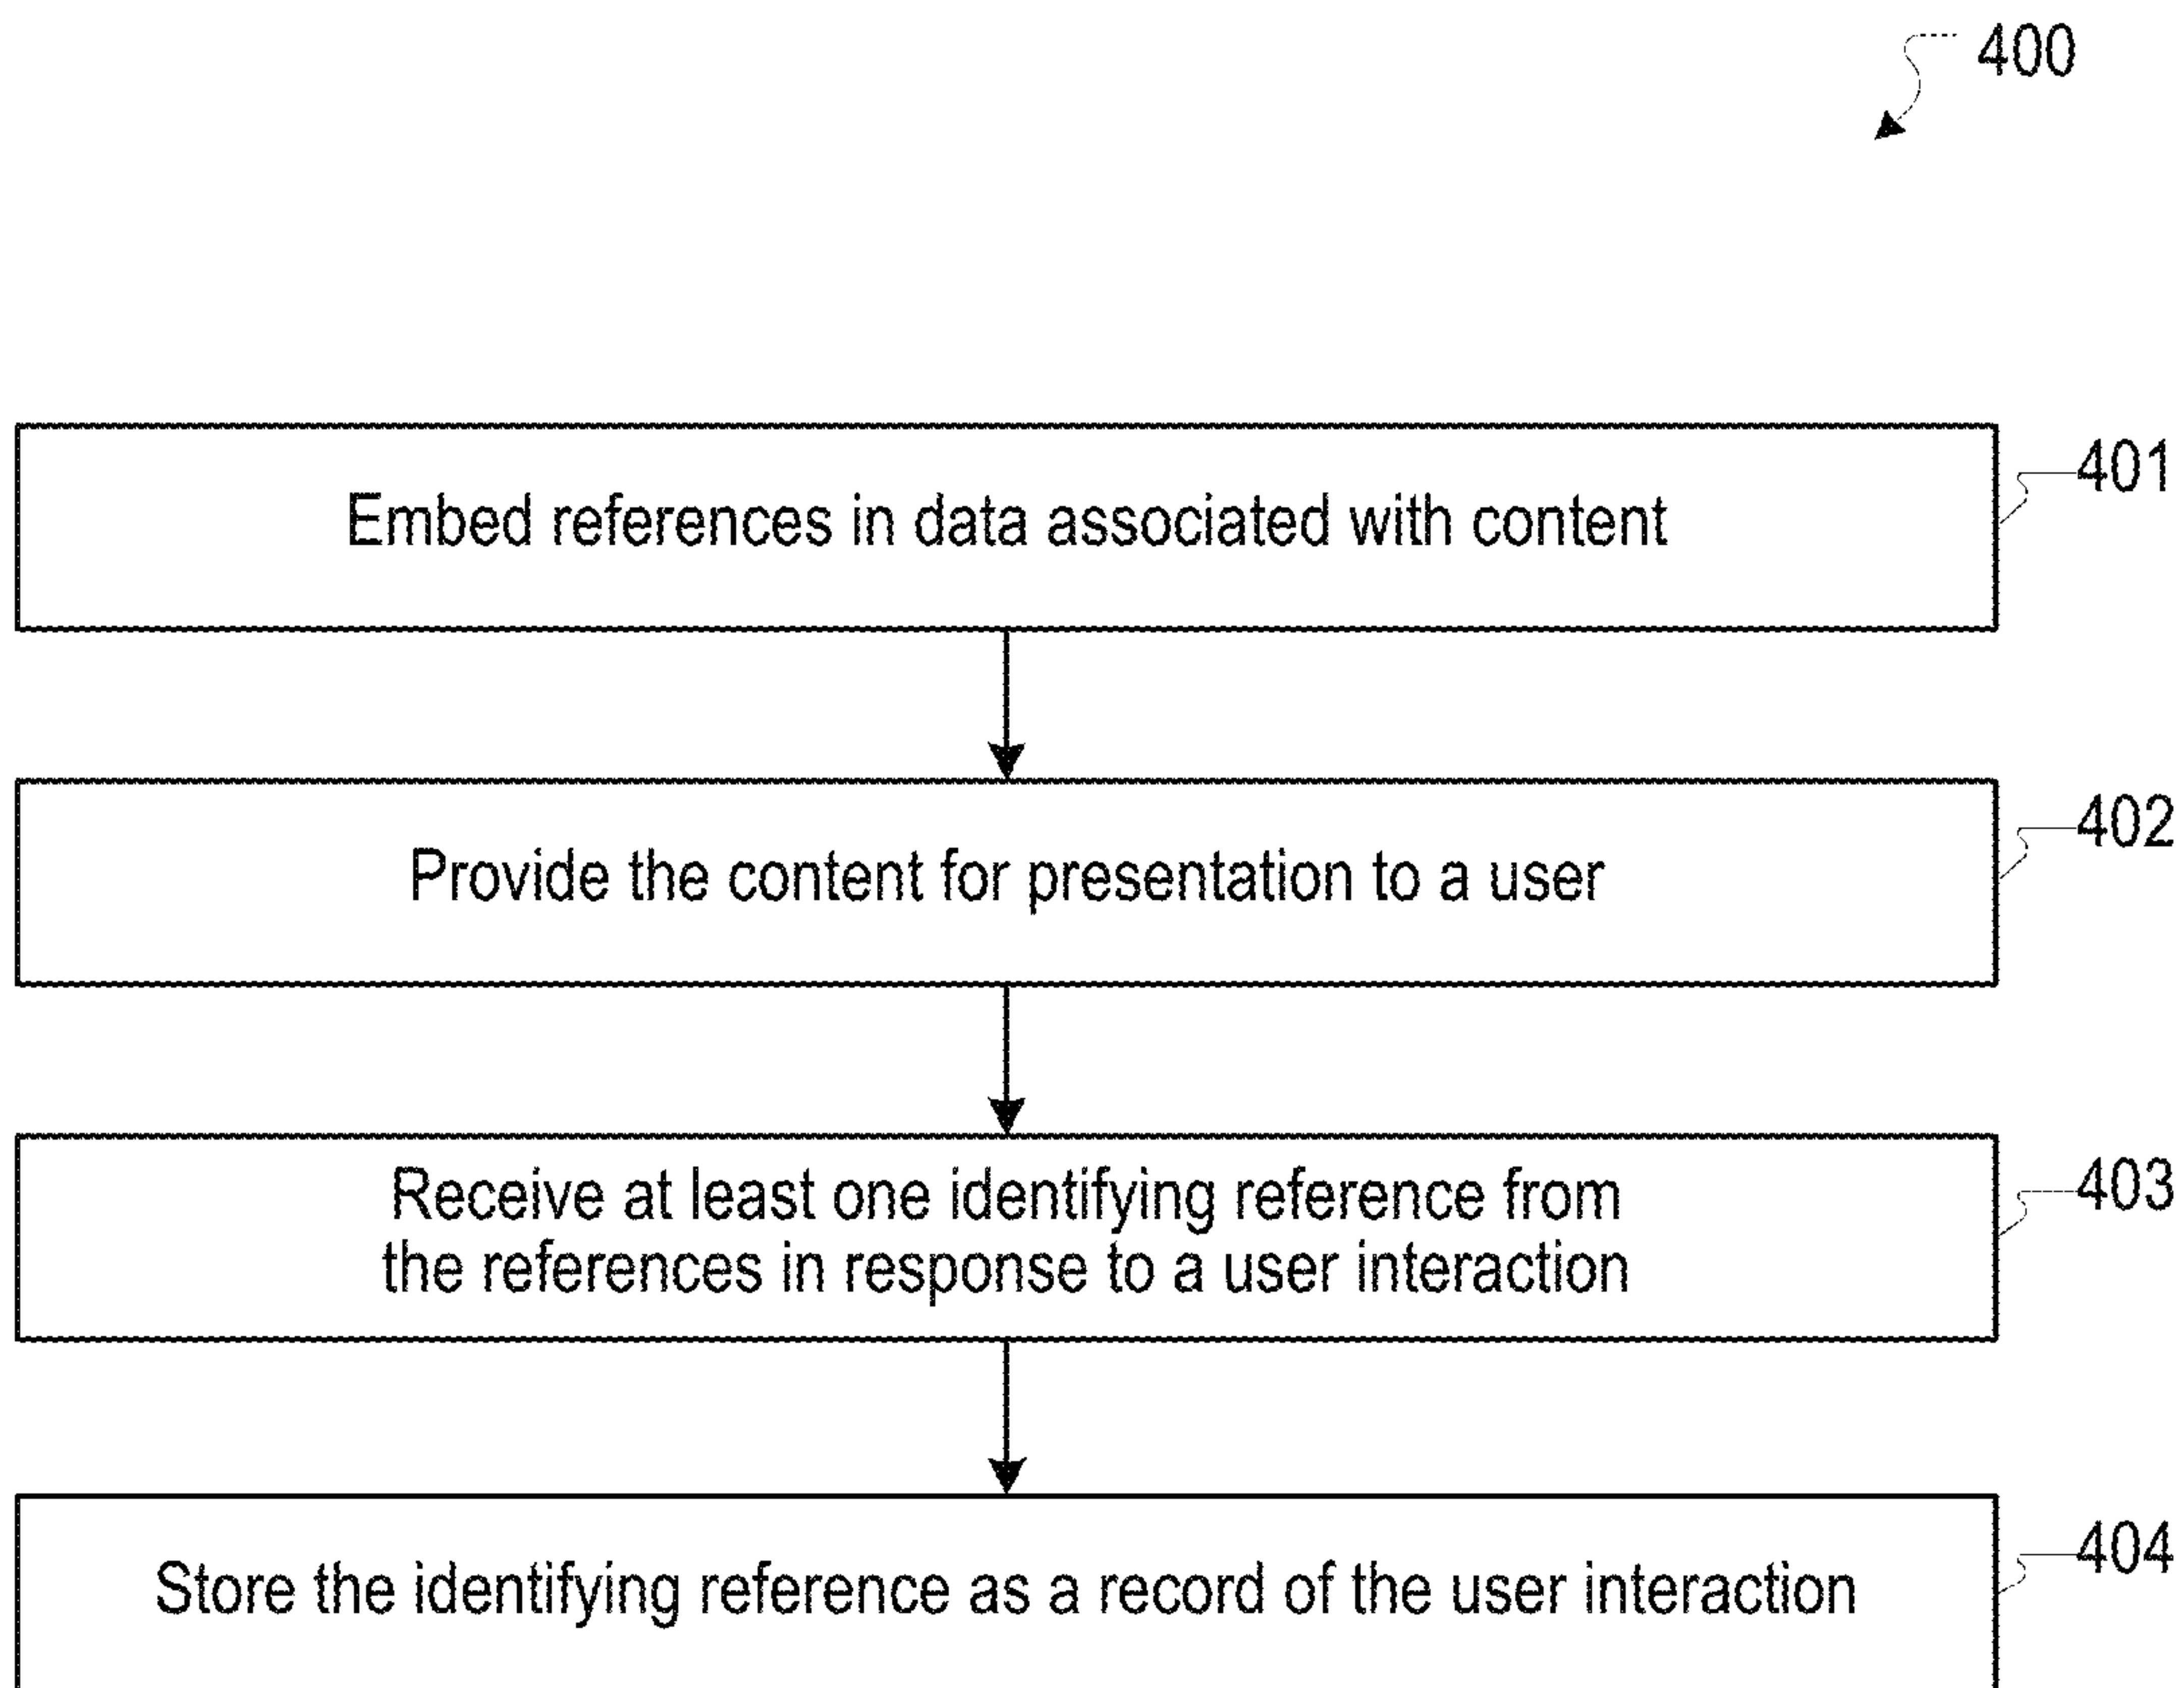 400
Embed references in data associated with content
401
Provide the content for presentation to a user
402
Receive at least one identifying reference from
the references in response to a user interaction
403
Store the identifying reference as a record of the user interaction
404